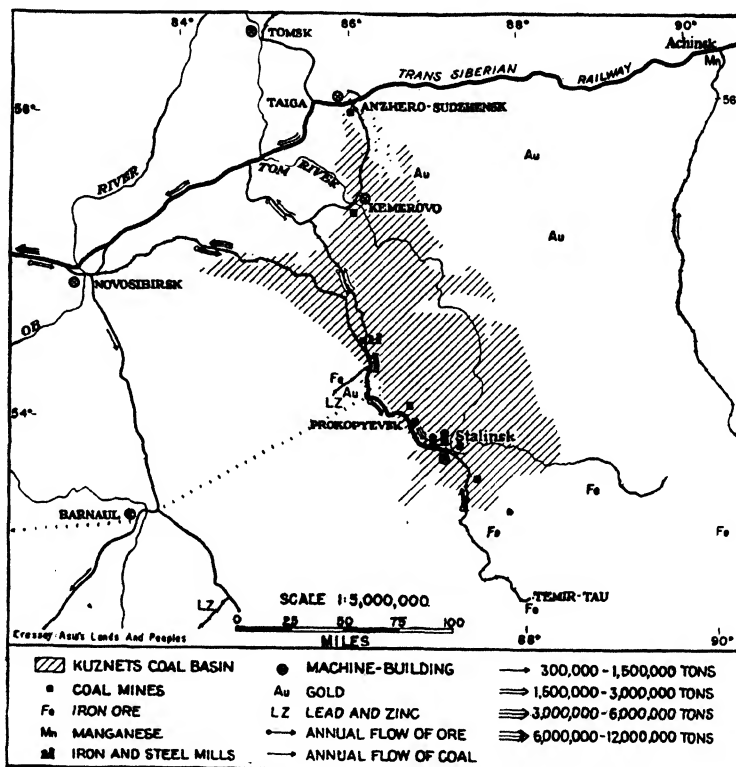 84°
86°
88°
90°
TOMSK
Achinsk
Mn
TRANS SIBERIAN RAILWAY
TAIGA
ANZHERO-SUDZHENSK
56°
56
RIVER
TOM RIVER
Au
Au
KEMEROVO
Au
NOVOSIBIRSK
OB
Fe
Au
LZ
54°
PROKOPYEVSK
Stalinsk
BARNAUL
Fe
Fe
Fe
LZ
TEMIR-TAU
Fe
SCALE 1:5,000,000.
0 25 50 75 100
MILES
88°
90°
Cressey: Asia's Lands And Peoples
KUZNETS COAL BASIN
COAL MINES
Fe IRON ORE
Mn MANGANESE
IRON AND STEEL MILLS
MACHINE-BUILDING
Au GOLD
LZ LEAD AND ZINC
ANNUAL FLOW OF ORE
ANNUAL FLOW OF COAL
300,000-1,500,000 TONS
1,500,000-3,000,000 TONS
3,000,000-6,000,000 TONS
6,000,000-12,000,000 TONS